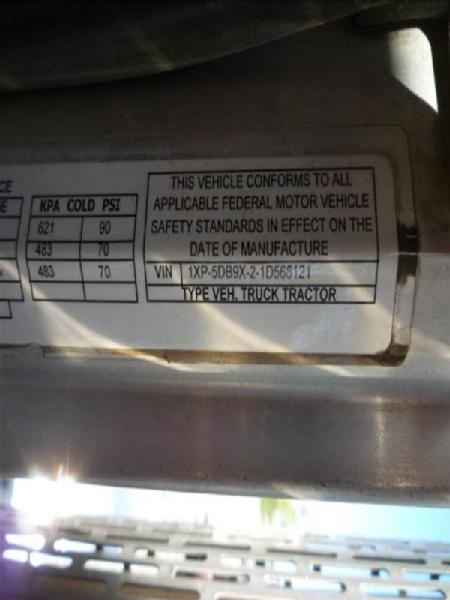 CE
RE
KPA COLD PSI
621 90
483 70
483 70
THIS VEHICLE CONFORMS TO ALL
APPLICABLE FEDERAL MOTOR VEHICLE
SAFETY STANDARDS IN EFFECT ON THE
DATE OF MANUFACTURE
VIN 1XP-5DB9X-2-1D568121
TYPE VEH. TRUCK TRACTOR